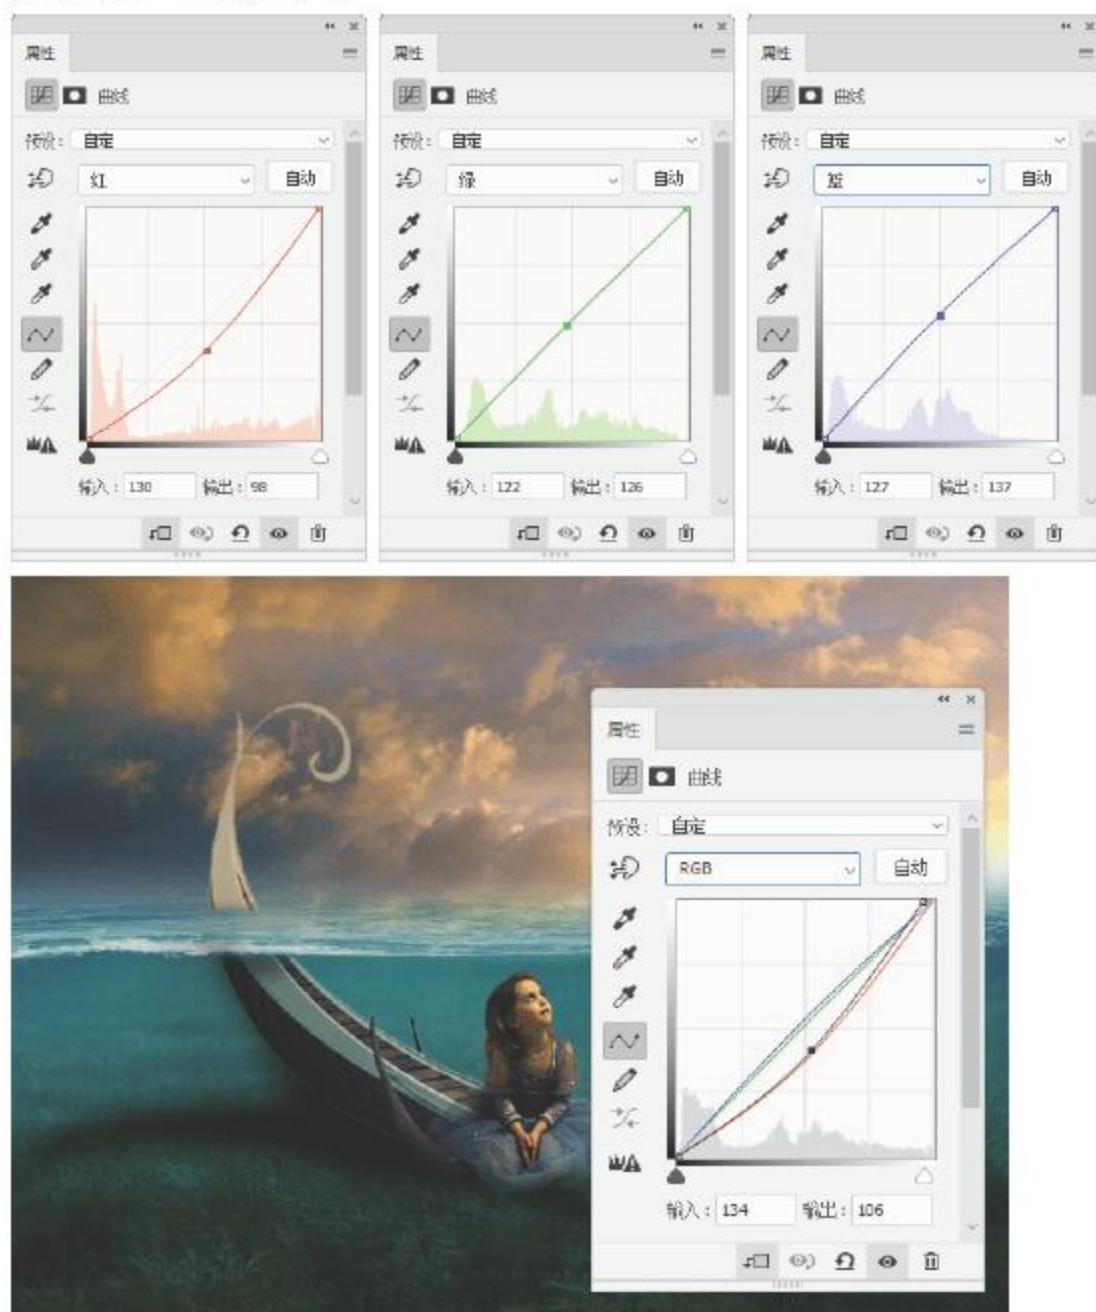 属性
曲线
预设: 自定
红 自动
输入: 130 输出: 98
属性
曲线
预设: 自定
绿 自动
输入: 122 输出: 126
属性
曲线
预设: 自定
蓝 自动
输入: 127 输出: 137
属性
曲线
预设: 自定
RGB 自动
输入: 134 输出: 106